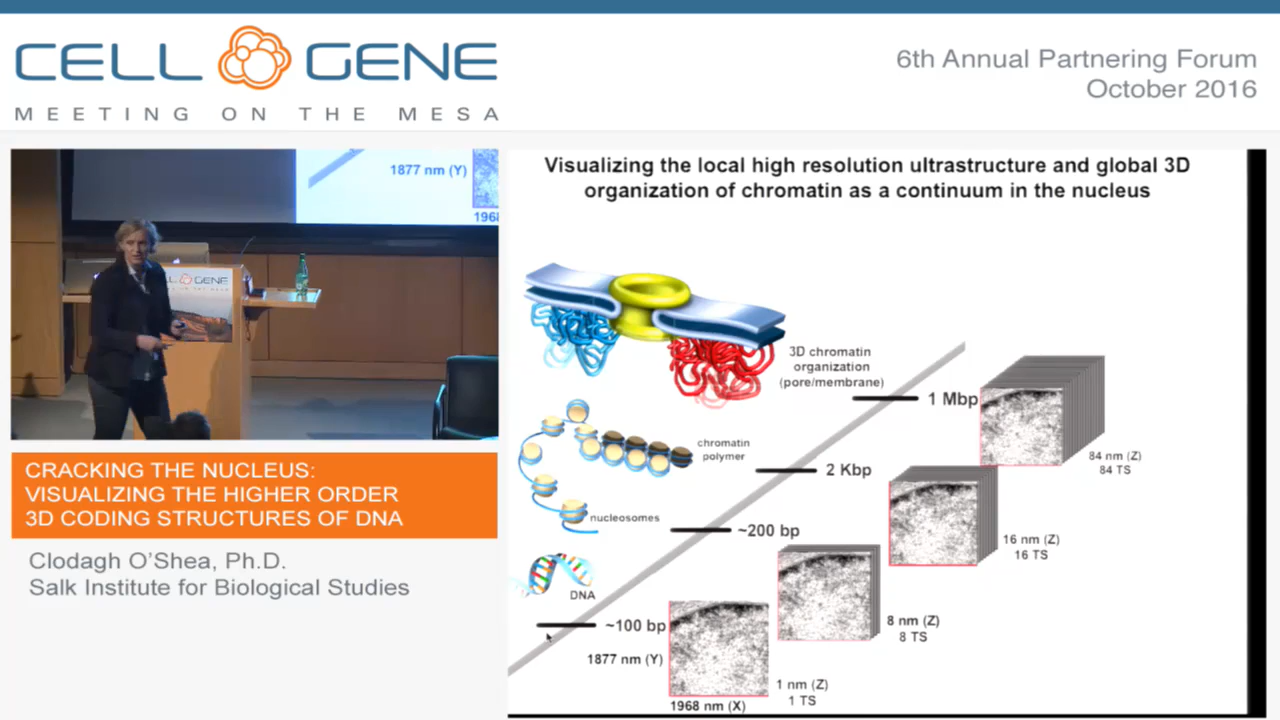 CELL GENE
MEETING ON THE MESA
6th Annual Partnering Forum
October 2016
1877 nm (Y)
196
LL GENE
CRACKING THE NUCLEUS:
VISUALIZING THE HIGHER ORDER
3D CODING STRUCTURES OF DNA
Clodagh O'Shea, Ph.D.
Salk Institute for Biological Studies
Visualizing the local high resolution ultrastructure and global 3D
organization of chromatin as a continuum in the nucleus
3D chromatin
organization
(pore/membrane)
1 Mbp
84 nm (Z)
84 TS
chromatin
polymer
2 Kbp
nucleosomes
~200 bp
16 nm (Z)
16 TS
DNA
~100 bp
8 nm (Z)
8 TS
1877 nm (Y)
1 nm (Z)
1 TS
1968 nm (X)